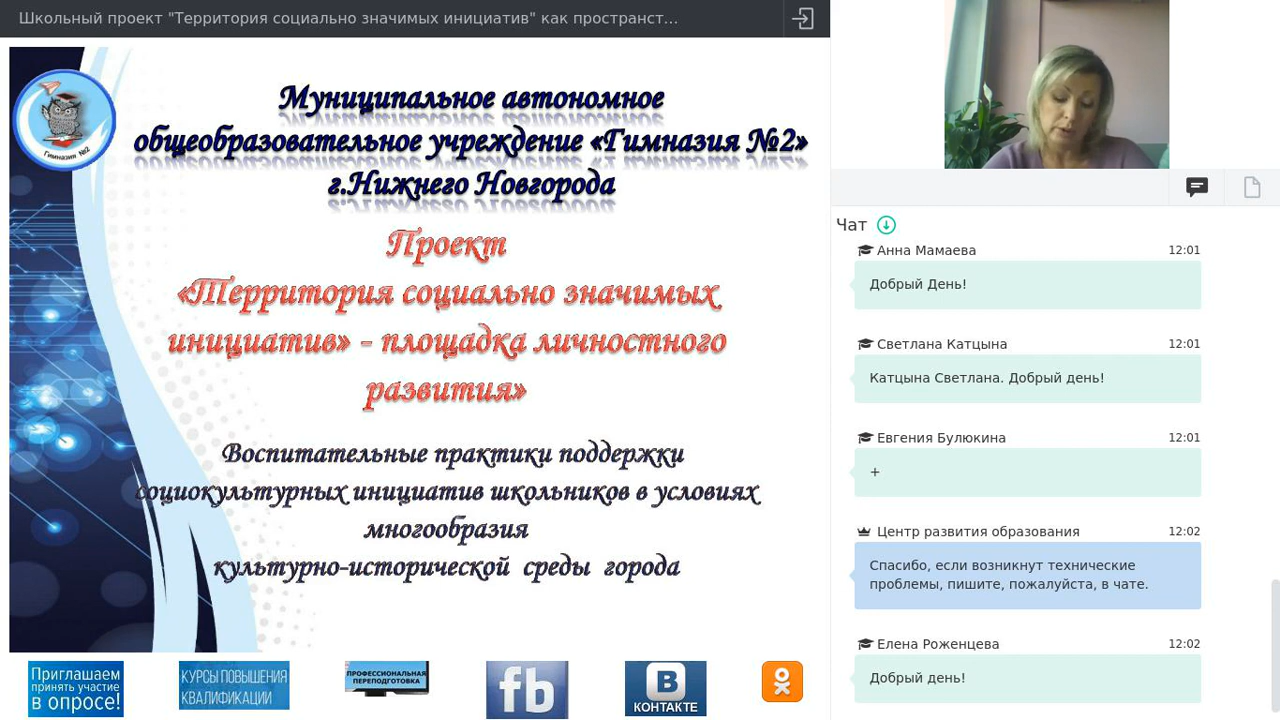 Школьный проект "Территория социально значимых инициатив" как пространст...
Гимназия №2
Муниципальное автономное
общеобразовательное учреждение «Гимназия №2»
г.Нижнего Новгорода
Проект
«Территория социально значимых
инициатив» - площадка личностного
развития»
Воспитательные практики поддержки
социокультурных инициатив школьников в условиях
многообразия
культурно-исторической среды города
Приглашаем
принять участие
в опросе!
КУРСЫ ПОВЫШЕНИЯ
КВАЛИФИКАЦИИ
ПРОФЕССИОНАЛЬНАЯ
ПЕРЕПОДГОТОВКА
fb
В
КОНТАКТЕ
Чат
Анна Мамаева 12:01
Добрый День!
Светлана Катцына 12:01
Катцына Светлана. Добрый день!
Евгения Булюкина 12:01
+
Центр развития образования 12:02
Спасибо, если возникнут технические
проблемы, пишите, пожалуйста, в чате.
Елена Роженцева 12:02
Добрый день!